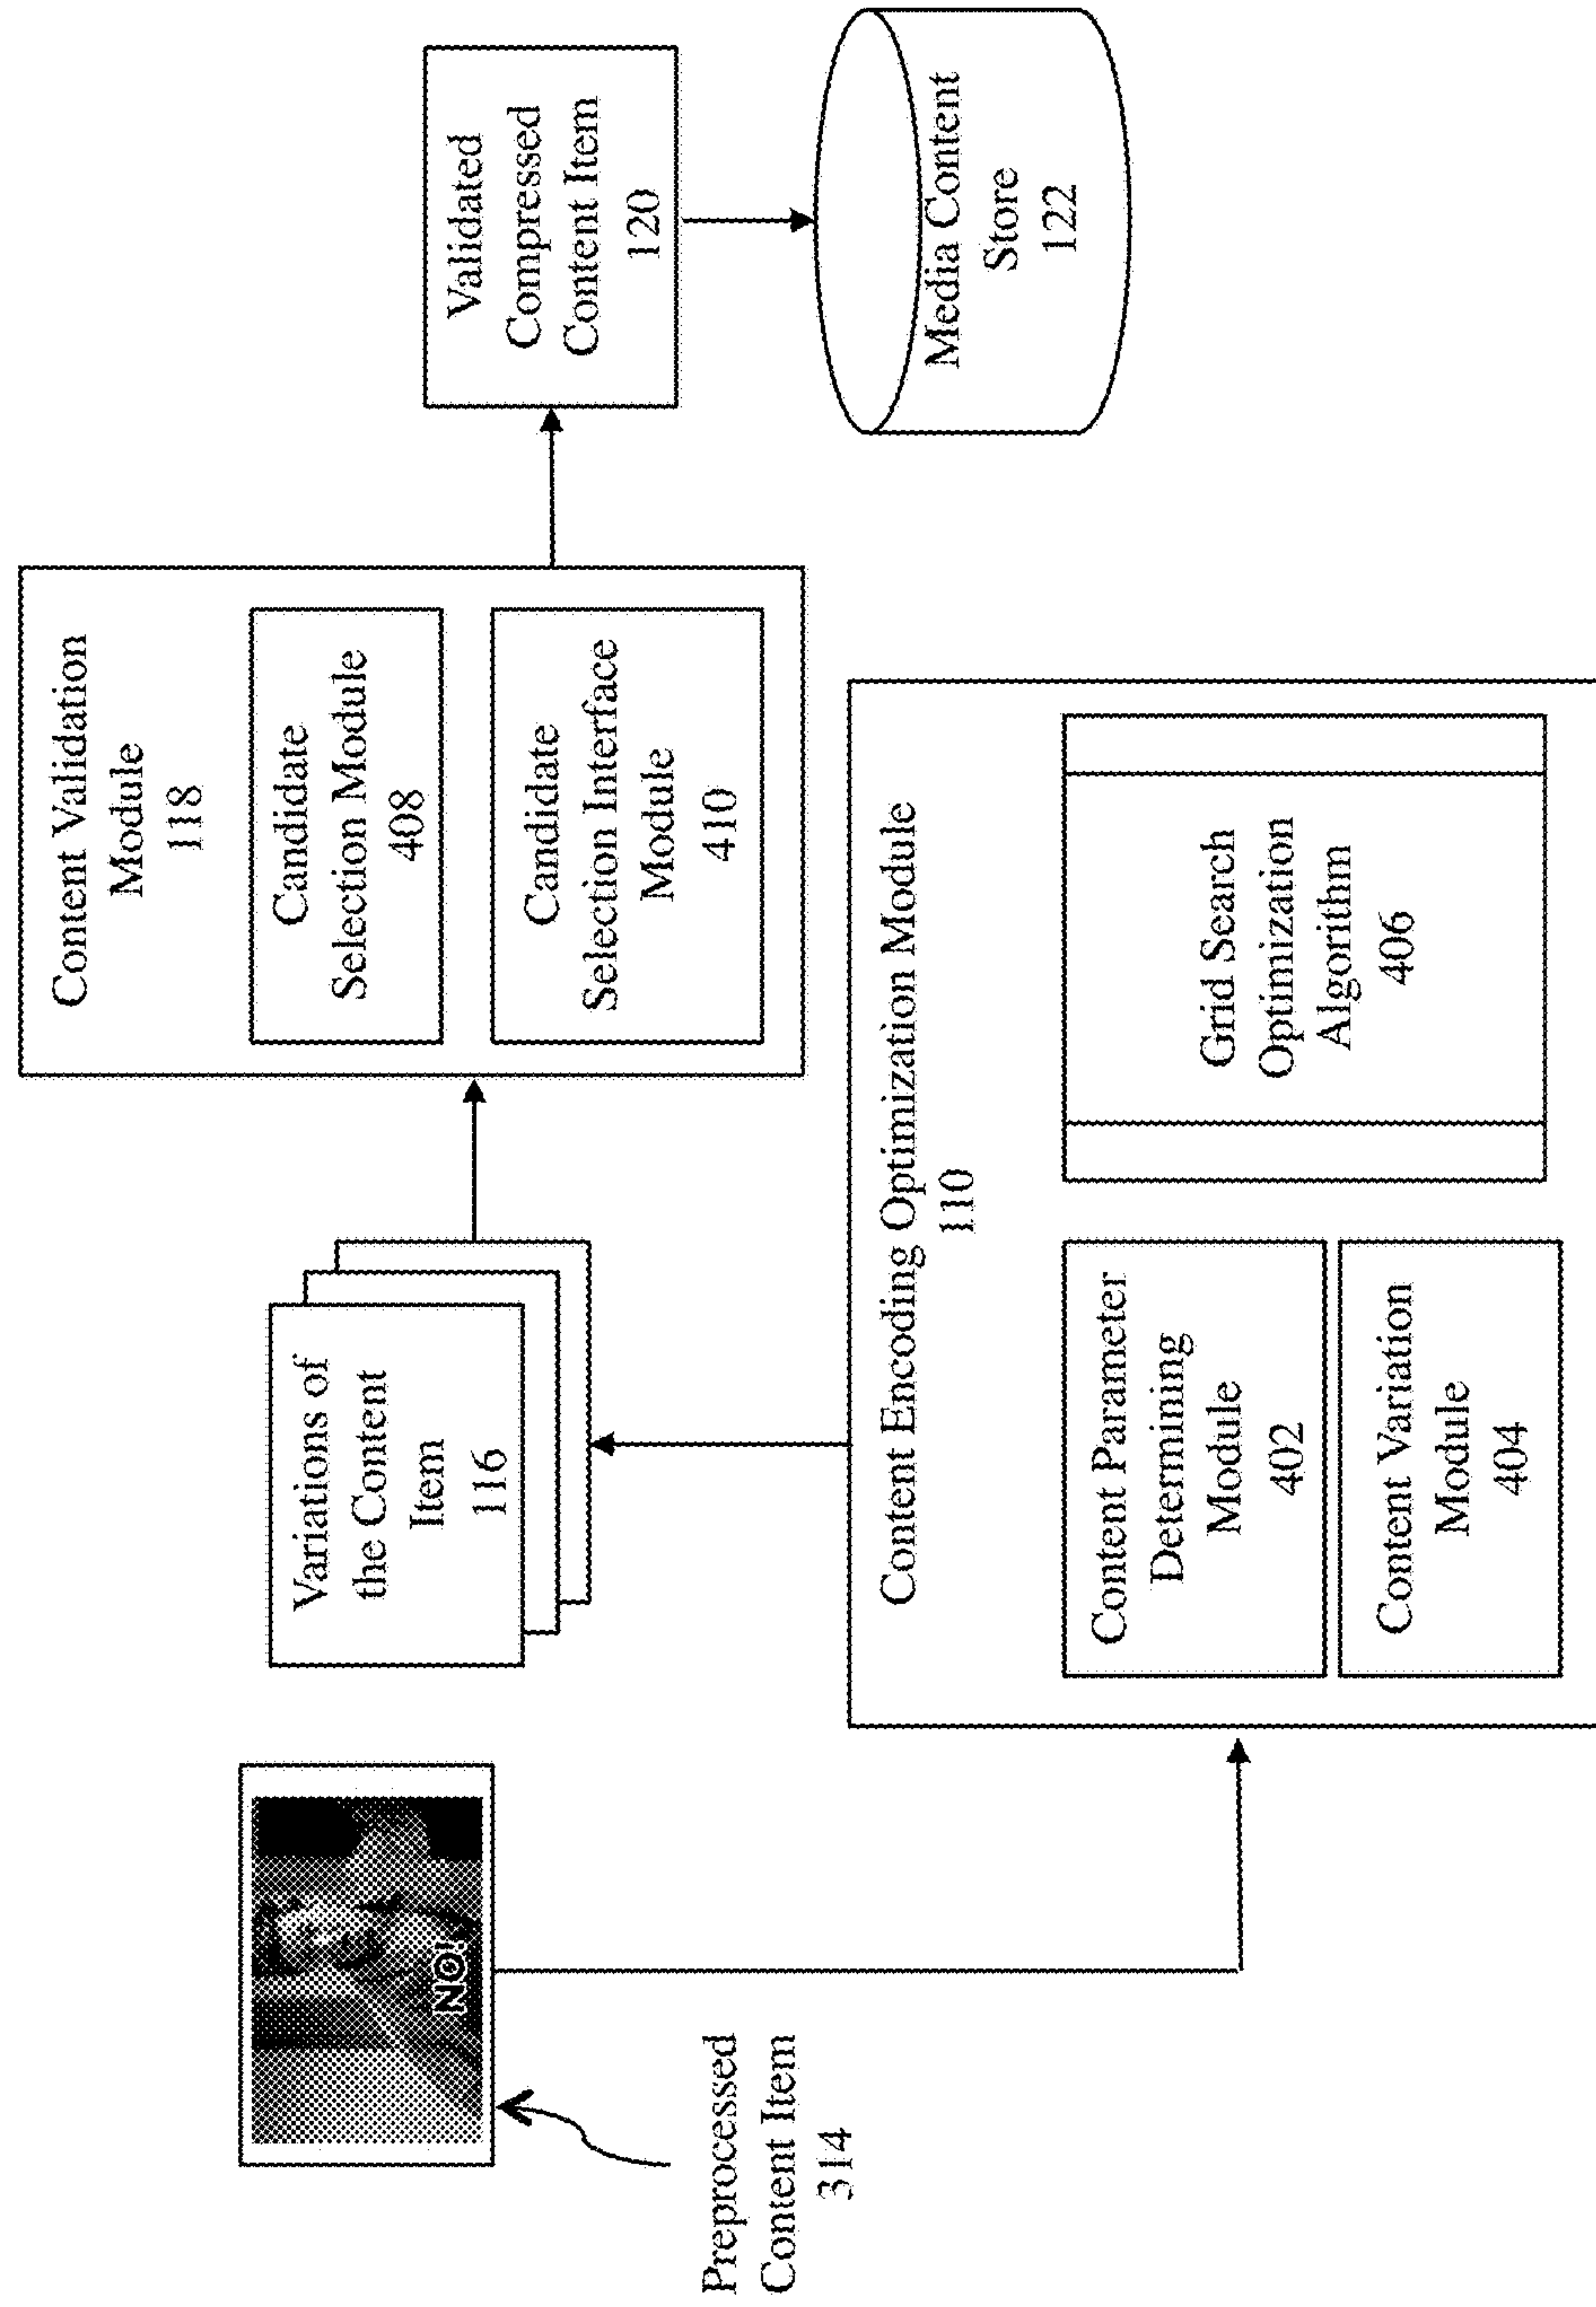 NO!
Preprocessed
Content Item
314
Variations of
the Content
Item
116
Content Encoding Optimization Module
110
Content Parameter
Determining
Module
402
Content Variation
Module
404
Grid Search
Optimization
Algorithm
406
Content Validation
Module
118
Candidate
Selection Module
408
Candidate
Selection Interface
Module
410
Validated
Compressed
Content Item
120
Media Content
Store
122